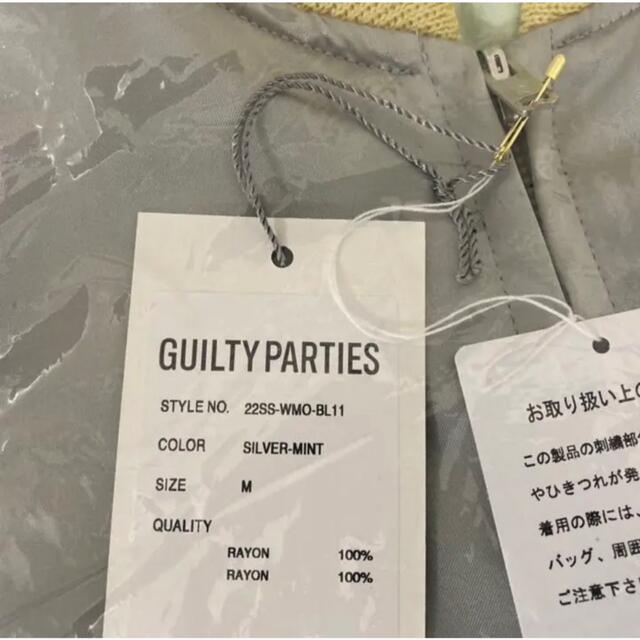 GUILTY PARTIES
STYLE NO. 22SS-WMO-BL11
COLOR SILVER-MINT
SIZE M
QUALITY
RAYON 100%
RAYON 100%
お取り扱い上の
この製品の刺繍部分
やひきつれが発
着用の際には、
バッグ、周囲
ご注意下さ